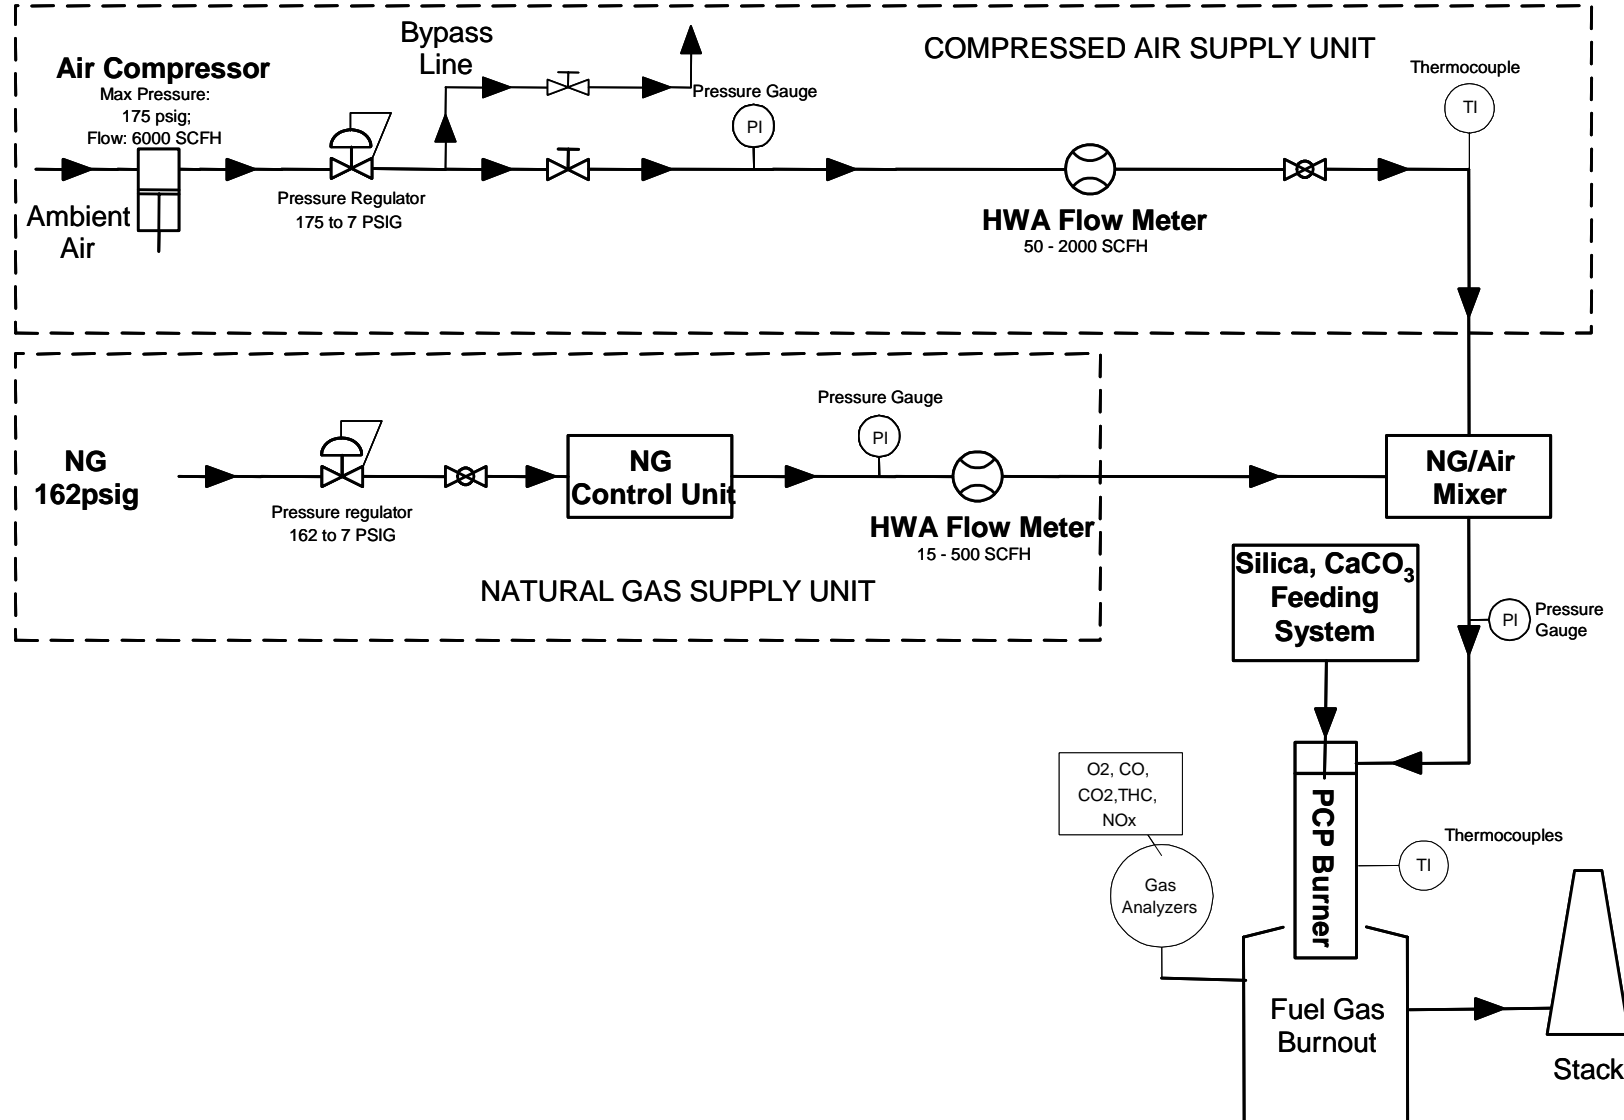 Bypass
Line
COMPRESSED AIR SUPPLY UNIT
Air Compressor
Max Pressure:
175 psig;
Flow: 6000 SCFH
Pressure Gauge
PI
Thermocouple
TI
Ambient
Air
Pressure Regulator
175 to 7 PSIG
HWA Flow Meter
50 - 2000 SCFH
NG
162psig
Pressure regulator
162 to 7 PSIG
NG
Control Unit
Pressure Gauge
PI
HWA Flow Meter
15 - 500 SCFH
NATURAL GAS SUPPLY UNIT
NG/Air
Mixer
Silica, CaCO₃
Feeding
System
PI
Pressure
Gauge
O2, CO,
CO2,THC,
NOx
Gas
Analyzers
PCP Burner
Thermocouples
TI
Fuel Gas
Burnout
Stack